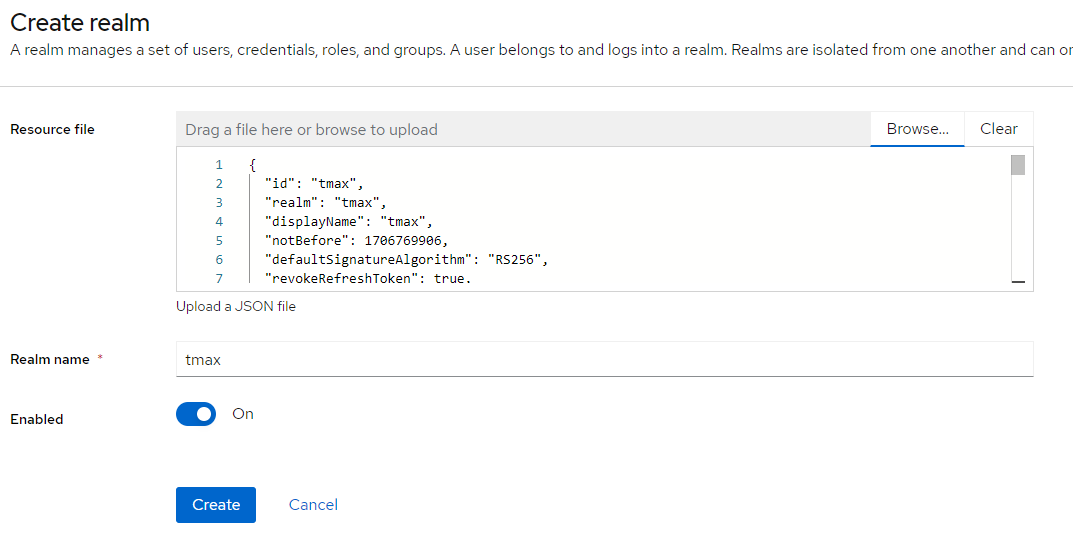 Create realm
A realm manages a set of users, credentials, roles, and groups. A user belongs to and logs into a realm. Realms are isolated from one another and can
Resource file
Drag a file here or browse to upload
Browse...
Clear
1 {
2 "id": "tmax",
3 "realm": "tmax",
4 "displayName": "tmax",
5 "notBefore": 1706769906,
6 "defaultSignatureAlgorithm": "RS256",
7 "revokeRefreshToken": true,
Upload a JSON file
Realm name *
tmax
Enabled
On
Create
Cancel